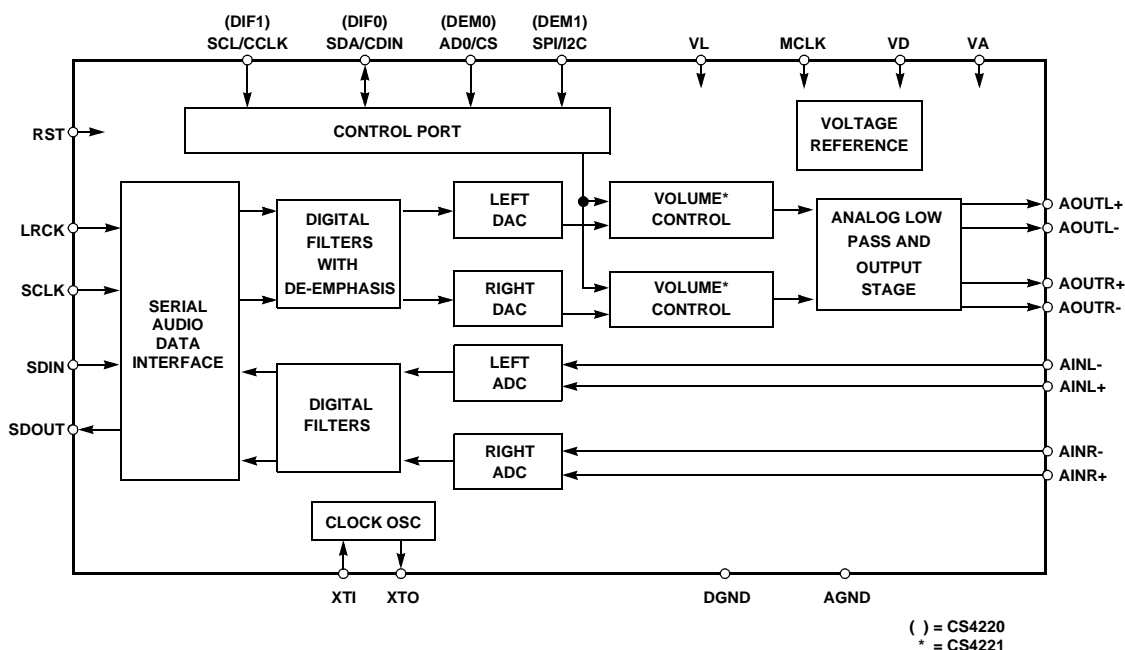 (DIF1) (DIF0) (DEM0) (DEM1)
SCL/CCLK SDA/CDIN AD0/CS SPI/I2C VL MCLK VD VA
CONTROL PORT
VOLTAGE
REFERENCE
RST
LRCK
SCLK
SDIN
SDOUT
SERIAL
AUDIO
DATA
INTERFACE
DIGITAL
FILTERS
WITH
DE-EMPHASIS
LEFT
DAC
VOLUME*
CONTROL
RIGHT
DAC
VOLUME*
CONTROL
ANALOG LOW
PASS AND
OUTPUT
STAGE
AOUTL+
AOUTL-
AOUTR+
AOUTR-
DIGITAL
FILTERS
LEFT
ADC
RIGHT
ADC
AINL-
AINL+
AINR-
AINR+
CLOCK OSC
XTI XTO DGND AGND
( ) = CS4220
* = CS4221